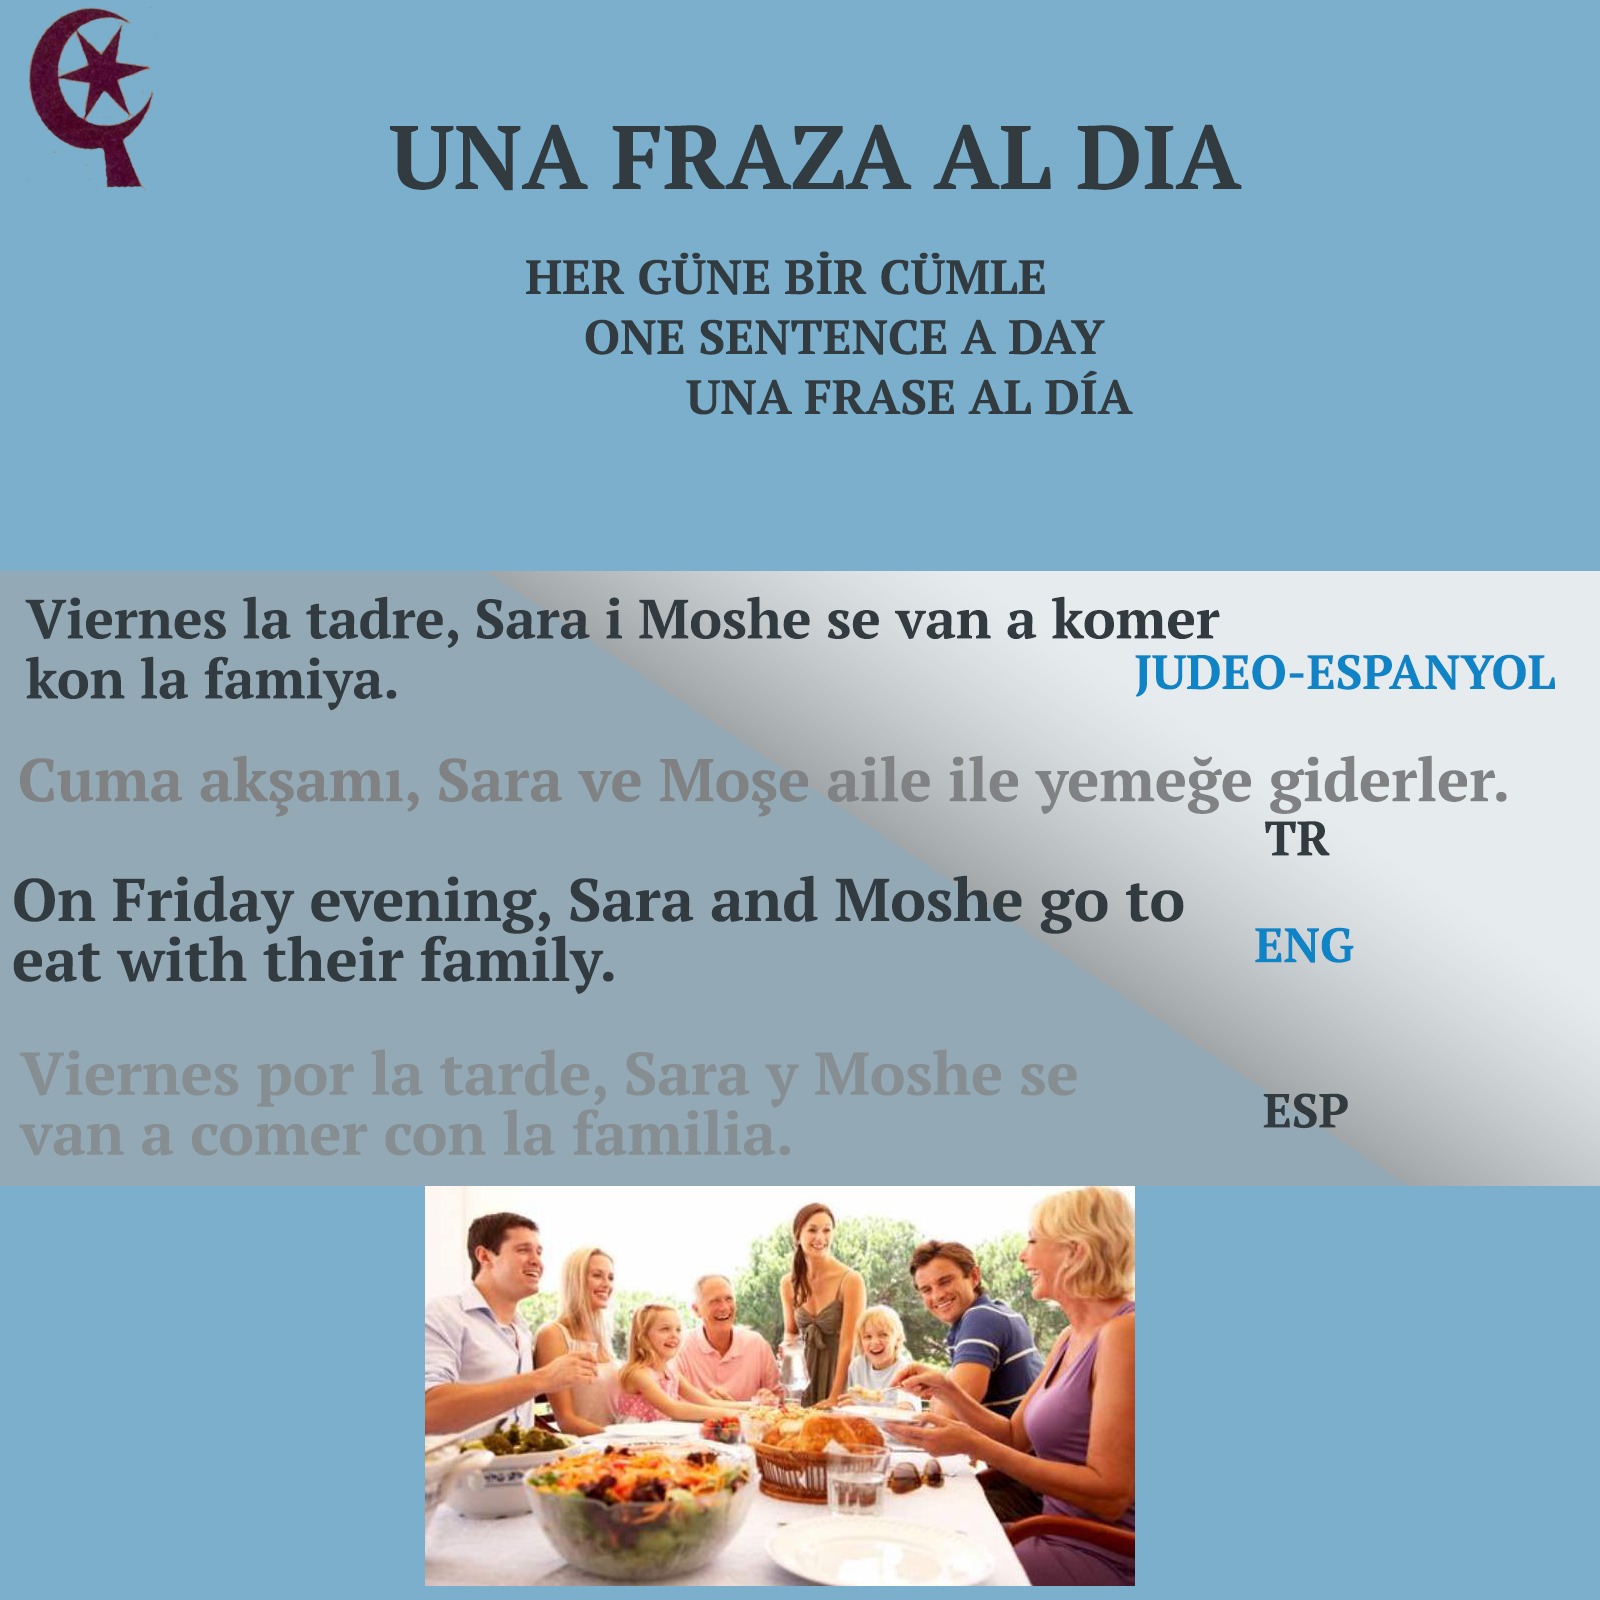 UNA FRAZA AL DIA
HER GÜNE BİR CÜMLE
ONE SENTENCE A DAY
UNA FRASE AL DÍA
Viernes la tadre, Sara i Moshe se van a komer
kon la famiya.
JUDEO-ESPANYOL
Cuma akşamı, Sara ve Moşe aile ile yemeğe giderler.
TR
On Friday evening, Sara and Moshe go to
eat with their family.
ENG
Viernes por la tarde, Sara y Moshe se
van a comer con la familia.
ESP